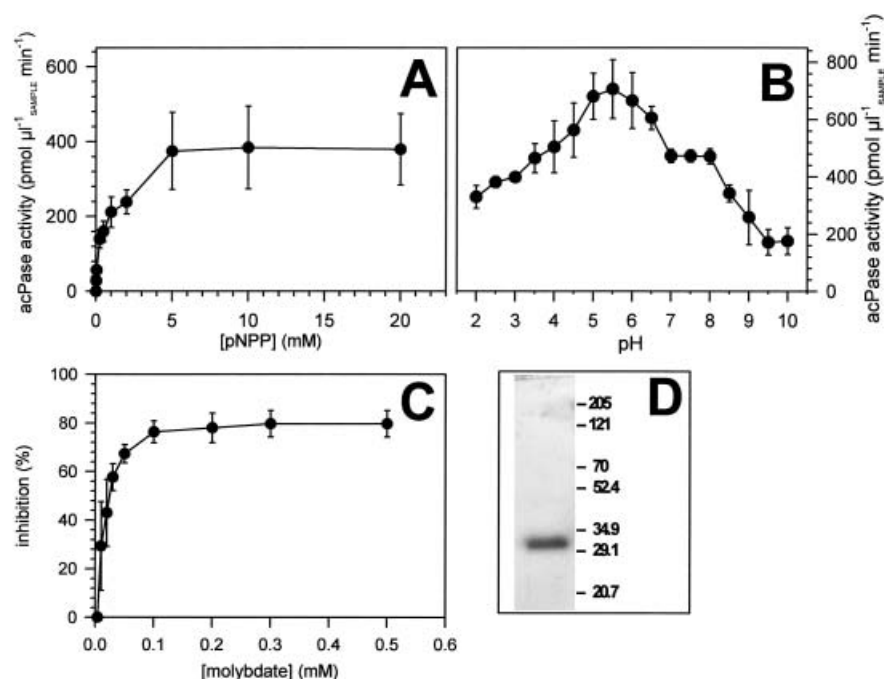 A
acPase activity (pmol µl⁻¹ SAMPLE min⁻¹)
600
400
200
0
0 5 10 15 20
[pNPP] (mM)
B
acPase activity (pmol µl⁻¹ SAMPLE min⁻¹)
800
600
400
200
0
2 3 4 5 6 7 8 9 10
pH
C
inhibition (%)
100
80
60
40
20
0
0.0 0.1 0.2 0.3 0.4 0.5 0.6
[molybdate] (mM)
D
– 205
– 121
– 70
– 52.4
– 34.9
– 29.1
– 20.7